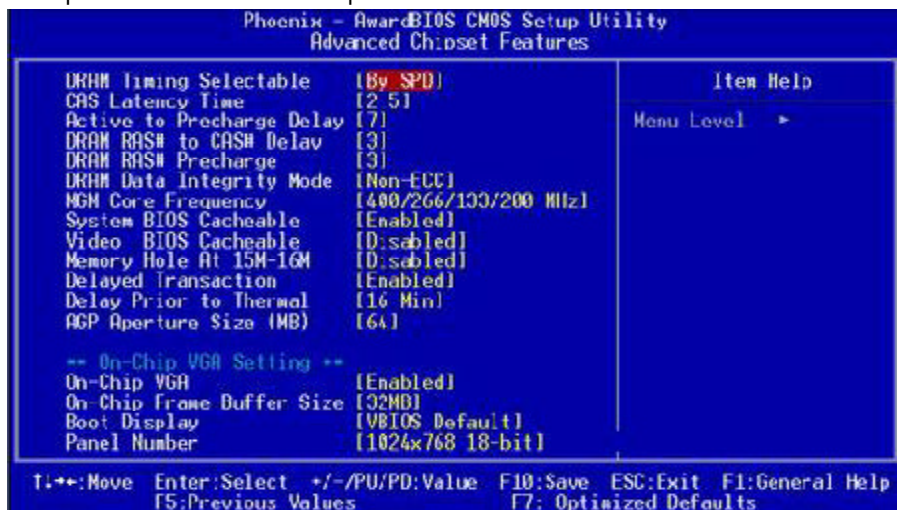 Phoenix - AwardBIOS CMOS Setup Utility
Advanced Chipset Features
DRAM Timing Selectable [By SPD]
CAS Latency Time [2.5]
Active to Precharge Delay [7]
DRAM RAS# to CAS# Delay [3]
DRAM RAS# Precharge [3]
DRAM Data Integrity Mode [Non-ECC]
MGM Core Frequency [400/266/133/200 MHz]
System BIOS Cacheable [Enabled]
Video BIOS Cacheable [Disabled]
Memory Hole At 15M-16M [Disabled]
Delayed Transaction [Enabled]
Delay Prior to Thermal [16 Min]
AGP Aperture Size (MB) [64]
-- On-Chip VGA Setting --
On-Chip VGA [Enabled]
On-Chip Frame Buffer Size [32MB]
Boot Display [VBIOS Default]
Panel Number [1024x768 18-bit]
Item Help
Menu Level ►
↑↓→←:Move Enter:Select +/-/PU/PD:Value F10:Save ESC:Exit F1:General Help
F5:Previous Values F7: Optimized Defaults